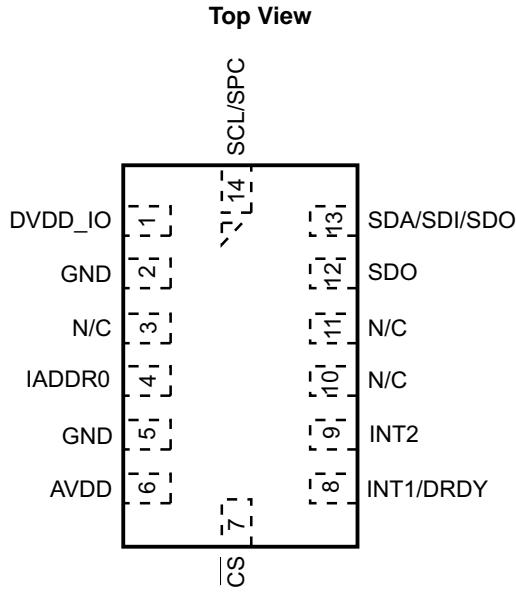 Top View
SCL/SPC
14
DVDD_IO 1 13 SDA/SDI/SDO
GND 2 12 SDO
N/C 3 11 N/C
IADDR0 4 10 N/C
GND 5 9 INT2
AVDD 6 8 INT1/DRDY
7
C̅S̅